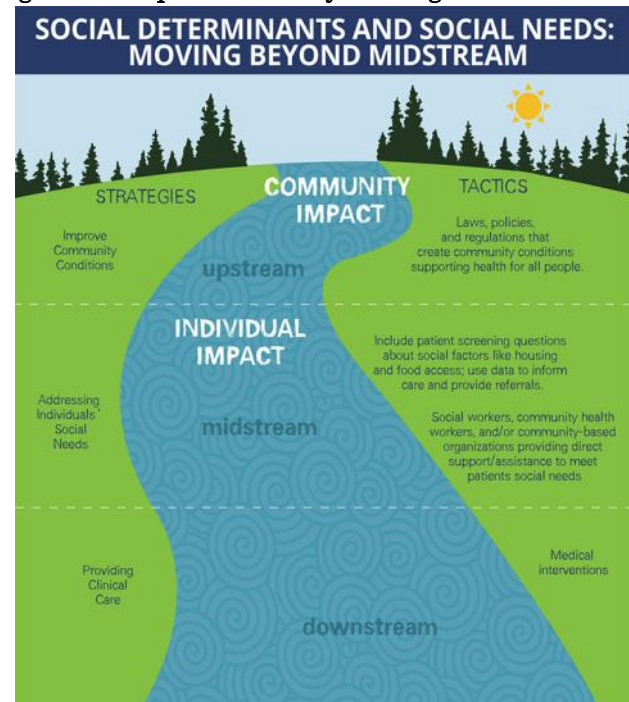 SOCIAL DETERMINANTS AND SOCIAL NEEDS:
MOVING BEYOND MIDSTREAM
STRATEGIES
COMMUNITY
IMPACT
TACTICS
Improve
Community
Conditions
upstream
Laws, policies,
and regulations that
create community conditions
supporting health for all people.
INDIVIDUAL
IMPACT
Include patient screening questions
about social factors like housing
and food access; use data to inform
care and provide referrals.
Addressing
Individuals'
Social
Needs
midstream
Social workers, community health
workers, and/or community-based
organizations providing direct
support/assistance to meet
patients social needs
Providing
Clinical
Care
Medical
interventions
downstream